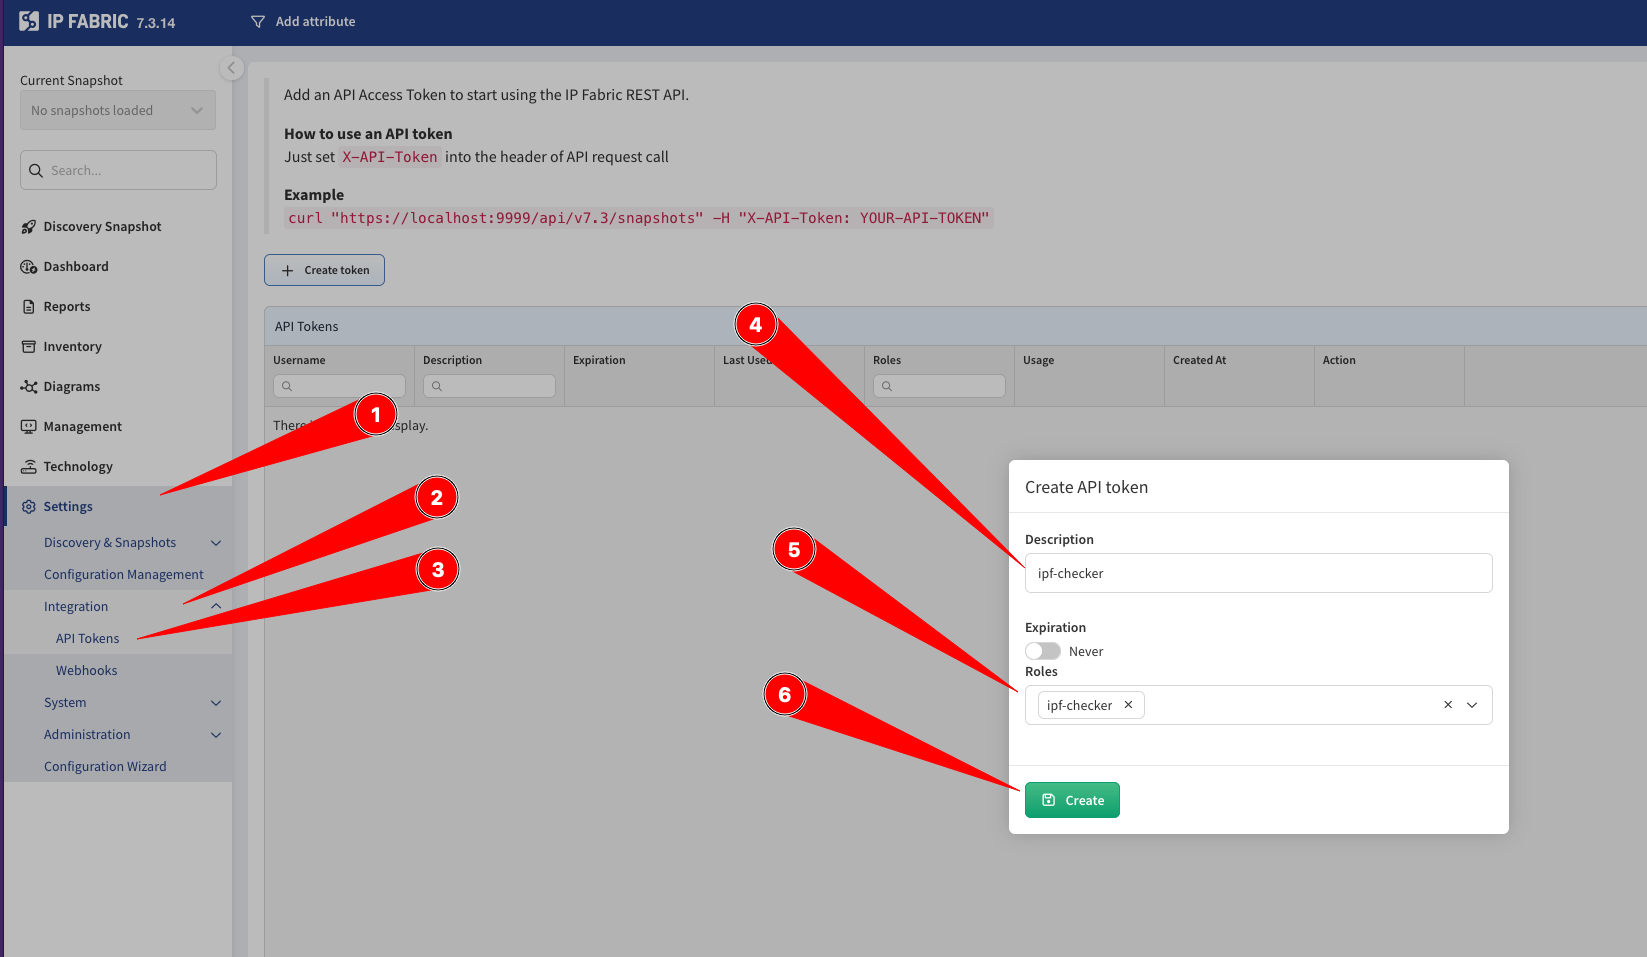 IP FABRIC 7.3.14
Add attribute
Current Snapshot
No snapshots loaded
Search...
Discovery Snapshot
Dashboard
Reports
Inventory
Diagrams
Management
Technology
Settings
Discovery & Snapshots
Configuration Management
Integration
API Tokens
Webhooks
System
Administration
Configuration Wizard
Add an API Access Token to start using the IP Fabric REST API.
How to use an API token
Just set X-API-Token into the header of API request call
Example
curl "https://localhost:9999/api/v7.3/snapshots" -H "X-API-Token: YOUR-API-TOKEN"
Create token
API Tokens
Username Description Expiration Last Used Roles Usage Created At Action
There splay.
1
2
3
4
5
6
Create API token
Description
ipf-checker
Expiration
Never
Roles
ipf-checker
Create